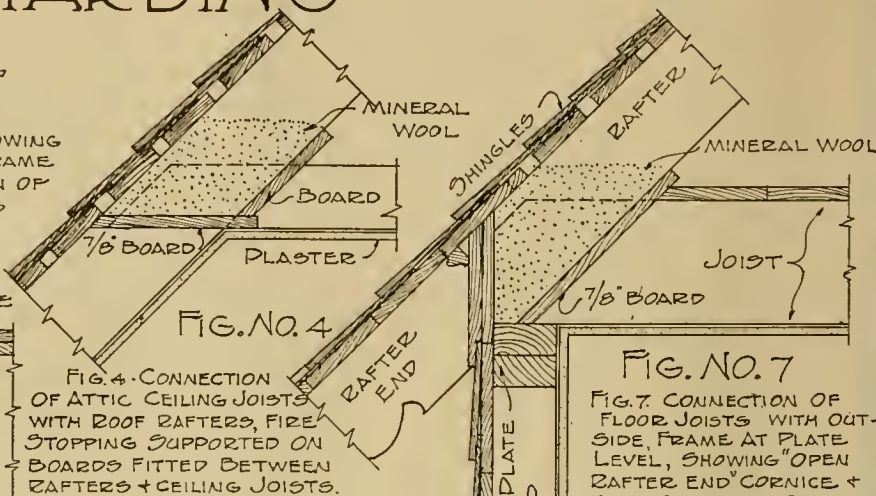 OWING
AME
N OF
MINERAL
WOOL
BOARD
7/8" BOARD
PLASTER
FIG. NO. 4
FIG. 4 · CONNECTION
OF ATTIC CEILING JOISTS
WITH ROOF RAFTERS, FIRE
STOPPING SUPPORTED ON
BOARDS FITTED BETWEEN
RAFTERS + CEILING JOISTS.
SHINGLES
RAFTER
MINERAL WOOL
JOIST
7/8" BOARD
RAFTER
END
PLATE
FIG. NO. 7
FIG. 7. CONNECTION OF
FLOOR JOISTS WITH OUT-
SIDE, FRAME AT PLATE
LEVEL, SHOWING "OPEN
RAFTER END" CORNICE +